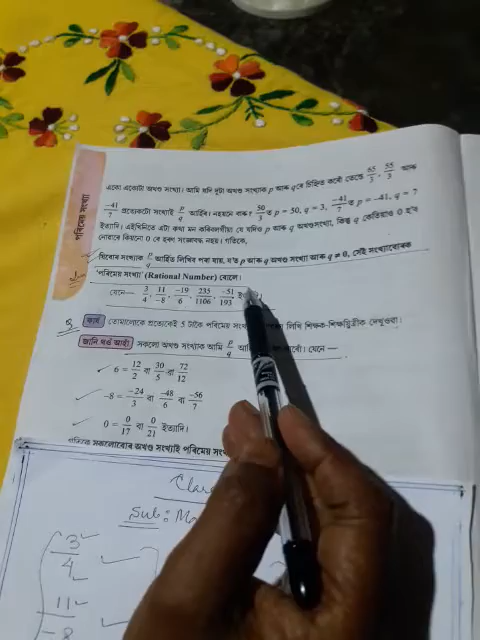 একো একোটা অখণ্ড সংখ্যা। আমি যদি দুটা অখণ্ড সংখ্যাক p আৰু qৰে চিহ্নিত কৰোঁ তেন্তে 65/3, 55/3 আৰু
-41/7 প্ৰত্যেকটো সংখ্যাই p/q আৰ্হিৰ। নহয়নে বাৰু? 50/3 ত p = 50, q = 3, -41/7 ত p = -41, q = 7
ইত্যাদি। এইখিনিতে এটা কথা মন কৰিবলগীয়া যে যদিও p আৰু q অখণ্ডসংখ্যা, কিন্তু q কেতিয়াও 0 হ'ব
নোৱাৰে কিয়নো 0 ৰে হৰণ সংজ্ঞাবদ্ধ নহয়। গতিকে,
পৰিমেয় সংখ্যা
যিবোৰ সংখ্যাক p/q আৰ্হিত লিখিব পৰা যায়, য'ত p আৰু q অখণ্ড সংখ্যা আৰু q ≠ 0, সেই সংখ্যাবোৰক
'পৰিমেয় সংখ্যা' (Rational Number) বোলে।
যেনে— 3/4, 11/-8, -19/6, 235/1106, -51/193
কাৰ্য : তোমালোকে প্ৰত্যেকেই 5 টাকৈ পৰিমেয় লিখি শিক্ষক-শিক্ষয়িত্ৰীক দেখুওৱা।
জানি থওঁ আহাঁ : সকলো অখণ্ড সংখ্যাক আমি p/q যেনে —
6 = 12/2 বা 30/5 বা 72/12
-8 = -24/3 বা -48/6 বা -56/7
0 = 0/17 বা 0/21 ইত্যাদি।
গতিকে সকলোবোৰ অখণ্ড সংখ্যাই পৰিমেয়
Sub:
3/4
11/-8